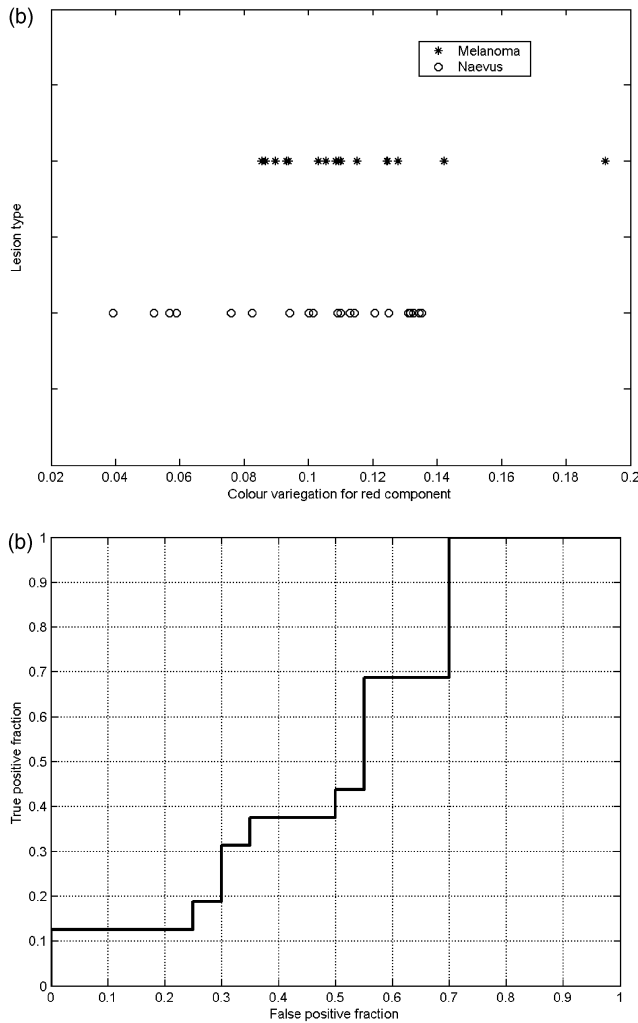 (b)
Melanoma
Naevus
Lesion type
0.02 0.04 0.06 0.08 0.1 0.12 0.14 0.16 0.18 0.2
Colour variegation for red component
(b)
1
0.9
0.8
0.7
0.6
0.5
0.4
0.3
0.2
0.1
0
True positive fraction
0 0.1 0.2 0.3 0.4 0.5 0.6 0.7 0.8 0.9 1
False positive fraction